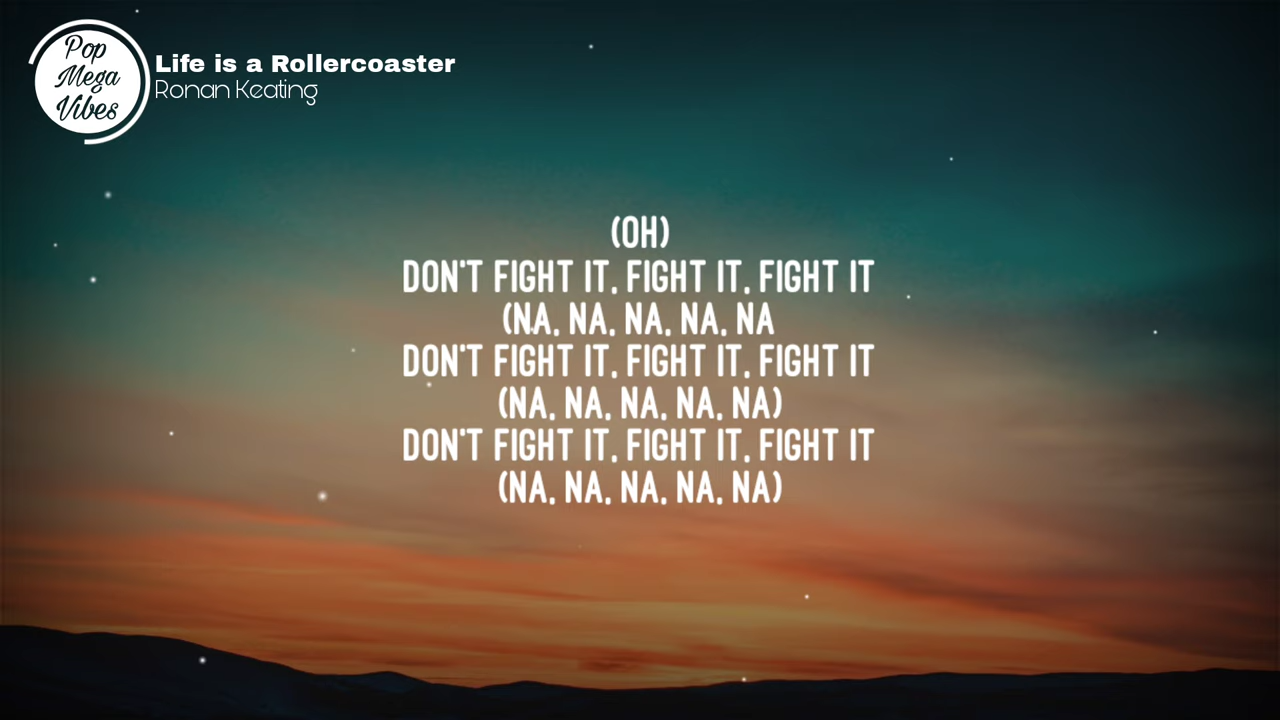 Pop
Mega
Vibes
Life is a Rollercoaster
Ronan Keating
(OH)
DON'T FIGHT IT, FIGHT IT, FIGHT IT
(NA, NA, NA, NA, NA
DON'T FIGHT IT, FIGHT IT, FIGHT IT
(NA, NA, NA, NA, NA)
DON'T FIGHT IT, FIGHT IT, FIGHT IT
(NA, NA, NA, NA, NA)